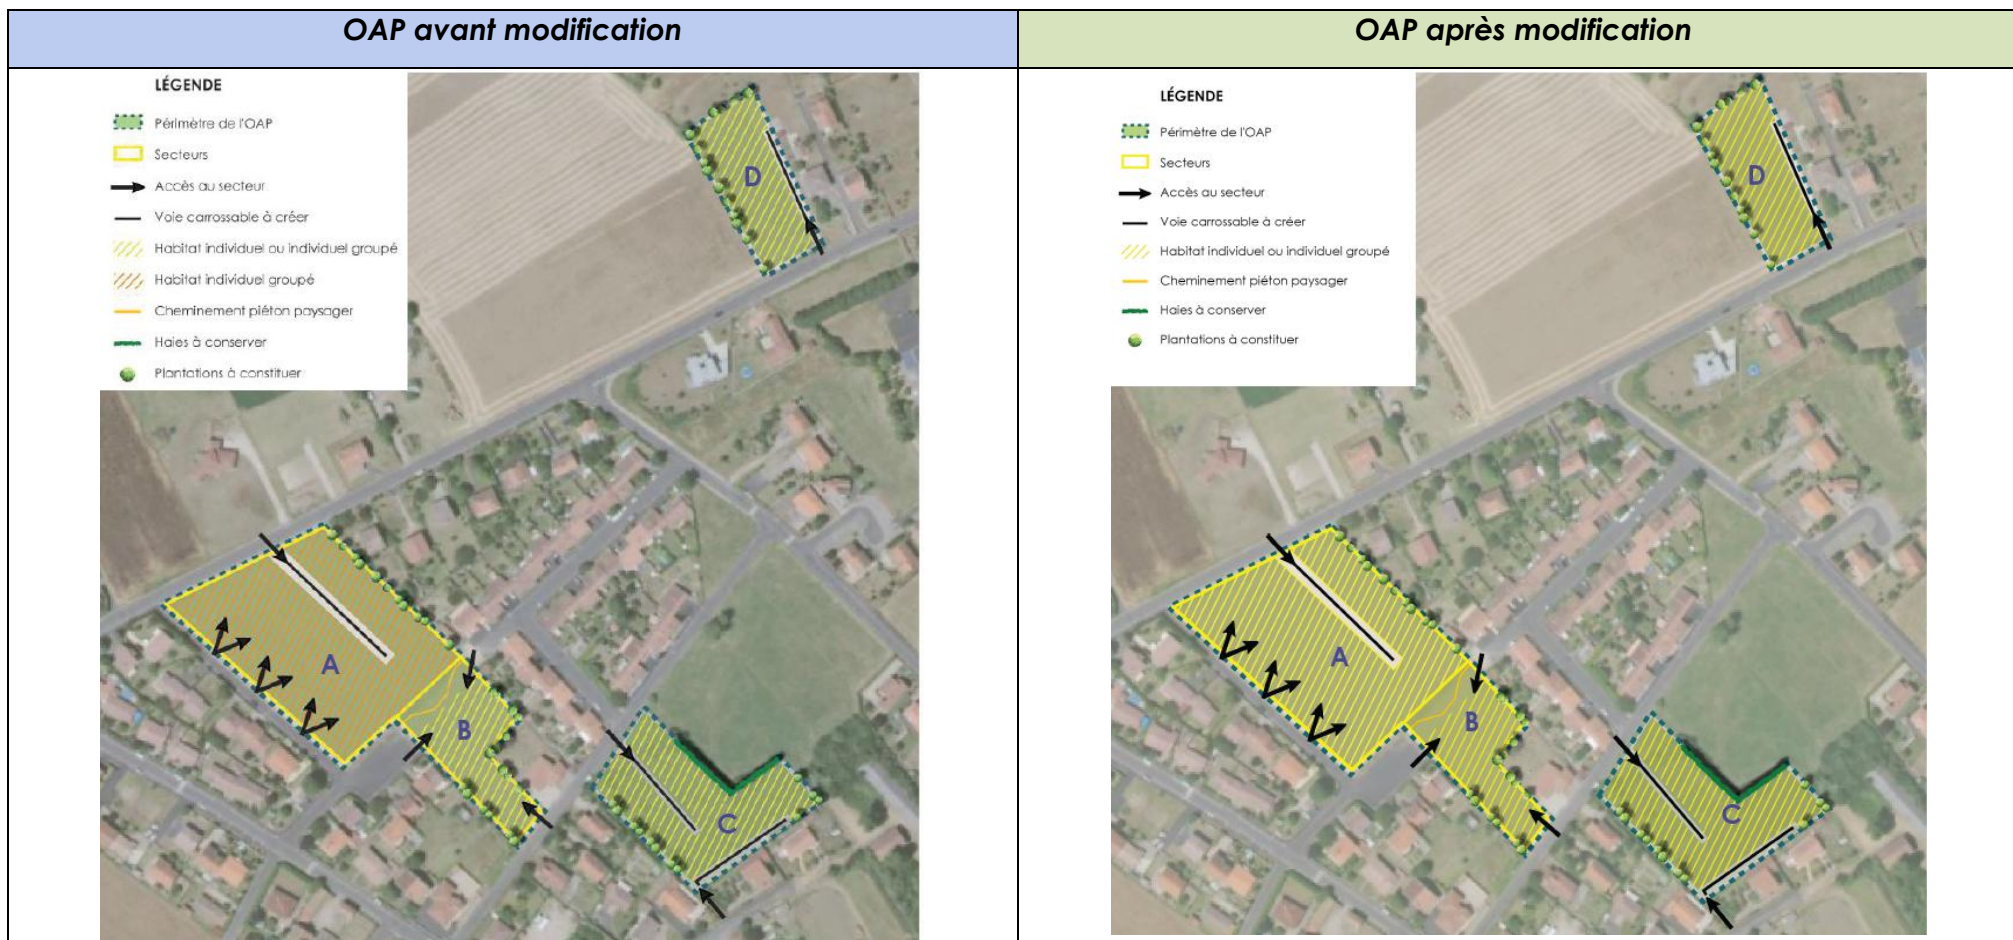 OAP avant modification
OAP après modification
LÉGENDE
Périmètre de l'OAP
Secteurs
Accès au secteur
Voie carrossable à créer
Habitat individuel ou individuel groupé
Habitat individuel groupé
Cheminement piéton paysager
Haies à conserver
Plantations à constituer
D
A
B
C
LÉGENDE
Périmètre de l'OAP
Secteurs
Accès au secteur
Voie carrossable à créer
Habitat individuel ou individuel groupé
Cheminement piéton paysager
Haies à conserver
Plantations à constituer
D
A
B
C